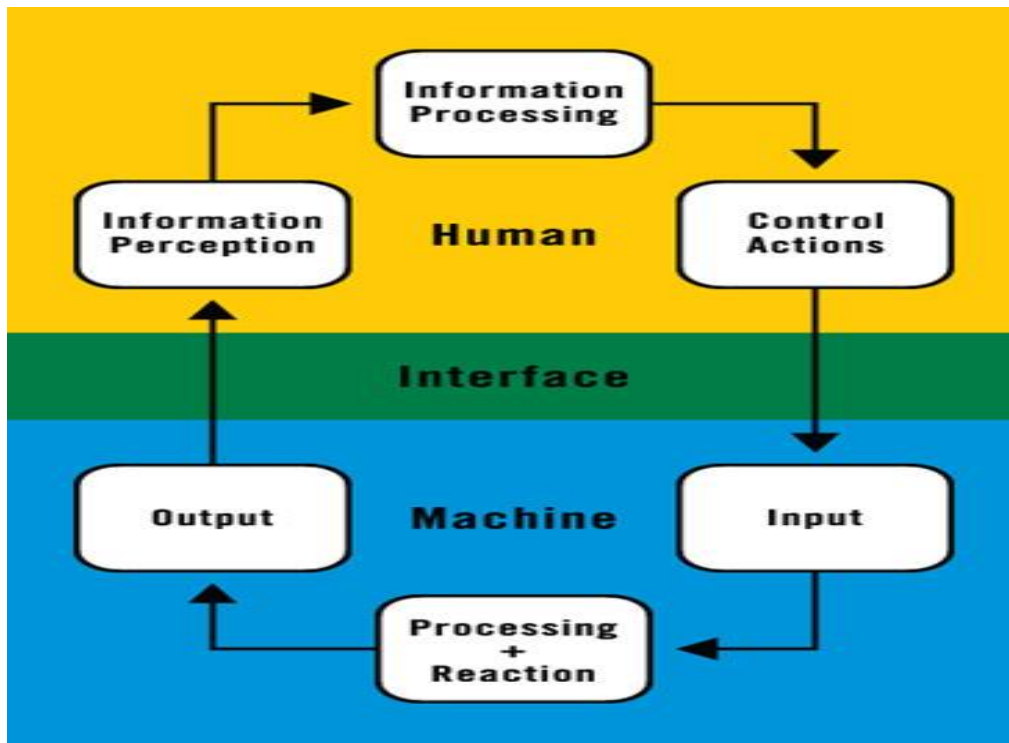 Information
Processing
Information
Perception
Human
Control
Actions
Interface
Output
Machine
Input
Processing
+
Reaction